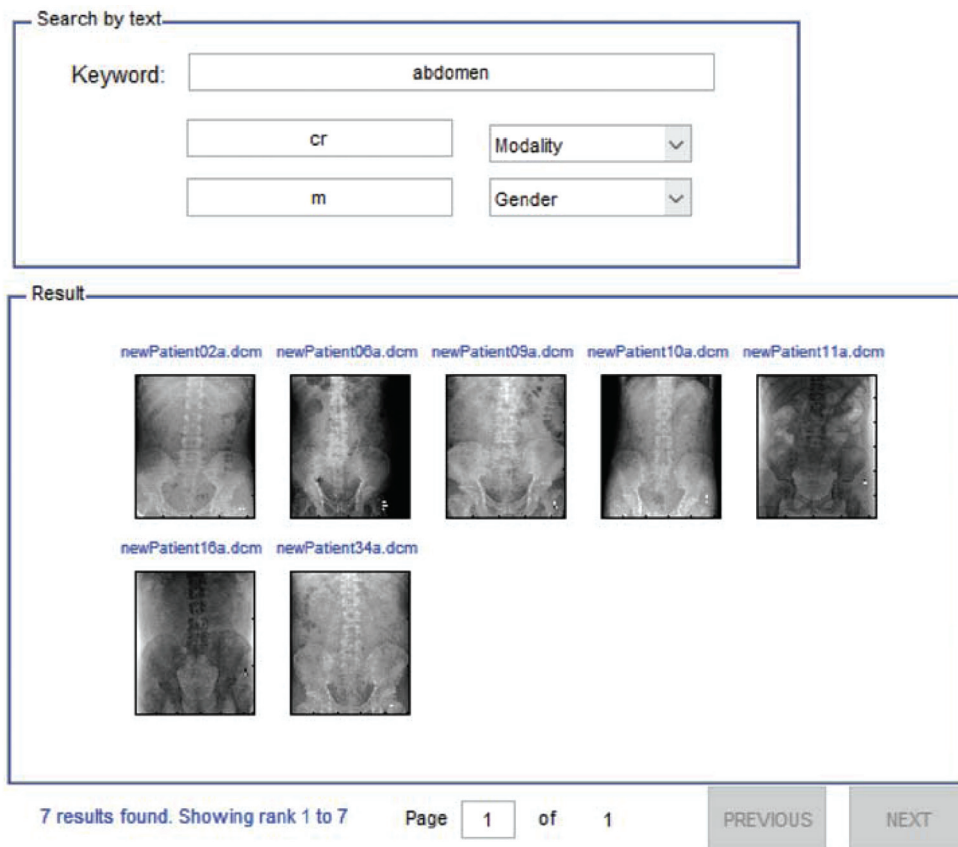 Search by text
Keyword: abdomen
cr Modality
m Gender
Result
newPatient02a.dcm newPatient06a.dcm newPatient09a.dcm newPatient10a.dcm newPatient11a.dcm
newPatient16a.dcm newPatient34a.dcm
7 results found. Showing rank 1 to 7 Page 1 of 1 PREVIOUS NEXT